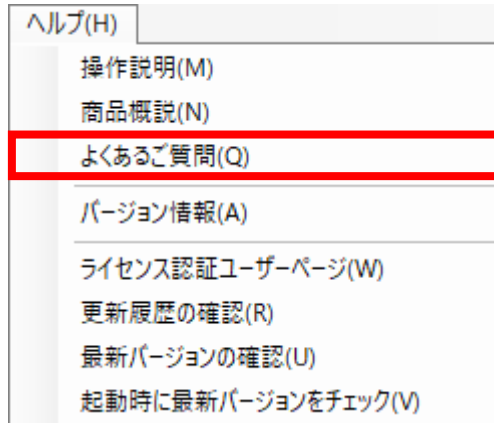 ヘルプ(H)
操作説明(M)
商品概説(N)
よくあるご質問(Q)
バージョン情報(A)
ライセンス認証ユーザーページ(W)
更新履歴の確認(R)
最新バージョンの確認(U)
起動時に最新バージョンをチェック(V)